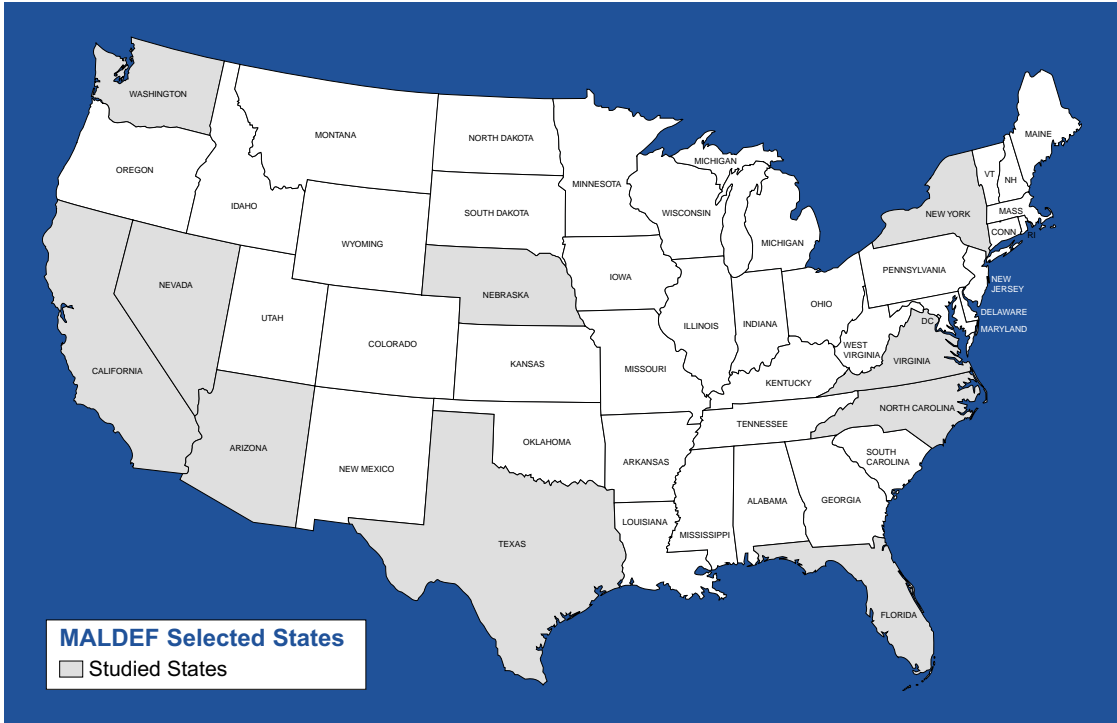 WASHINGTON
MONTANA
NORTH DAKOTA
MAINE
MICHIGAN
OREGON
MINNESOTA
VT
NH
IDAHO
SOUTH DAKOTA
WISCONSIN
NEW YORK
MASS
CONN
RI
WYOMING
MICHIGAN
PENNSYLVANIA
IOWA
NEVADA
NEBRASKA
NEW
JERSEY
OHIO
UTAH
ILLINOIS
INDIANA
DELAWARE
DC
MARYLAND
COLORADO
WEST
VIRGINIA
VIRGINIA
KANSAS
MISSOURI
CALIFORNIA
KENTUCKY
NORTH CAROLINA
TENNESSEE
ARIZONA
OKLAHOMA
SOUTH
CAROLINA
ARKANSAS
NEW MEXICO
ALABAMA
GEORGIA
LOUISIANA
MISSISSIPPI
TEXAS
FLORIDA
MALDEF Selected States
Studied States